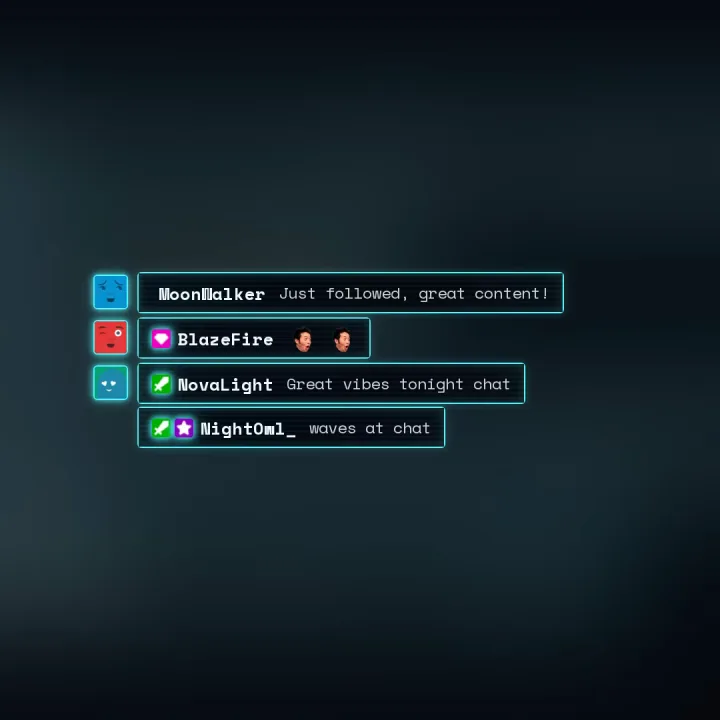 MoonWalker Just followed, great content!
BlazeFire
NovaLight Great vibes tonight chat
NightOwl_ waves at chat